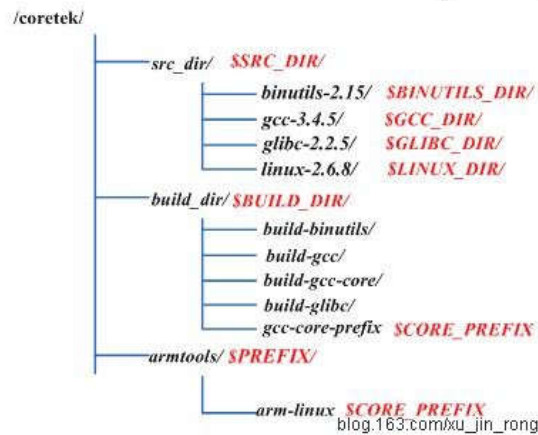 /coretek/
src_dir/ $SRC_DIR/
binutils-2.15/ $BINUTILS_DIR/
gcc-3.4.5/ $GCC_DIR/
glibc-2.2.5/ $GLIBC_DIR/
linux-2.6.8/ $LINUX_DIR/
build_dir/ $BUILD_DIR/
build-binutils/
build-gcc/
build-gcc-core/
build-glibc/
gcc-core-prefix $CORE_PREFIX
armtools/ $PREFIX/
arm-linux $CORE_PREFIX
blog.163.com/xu_jin_rong